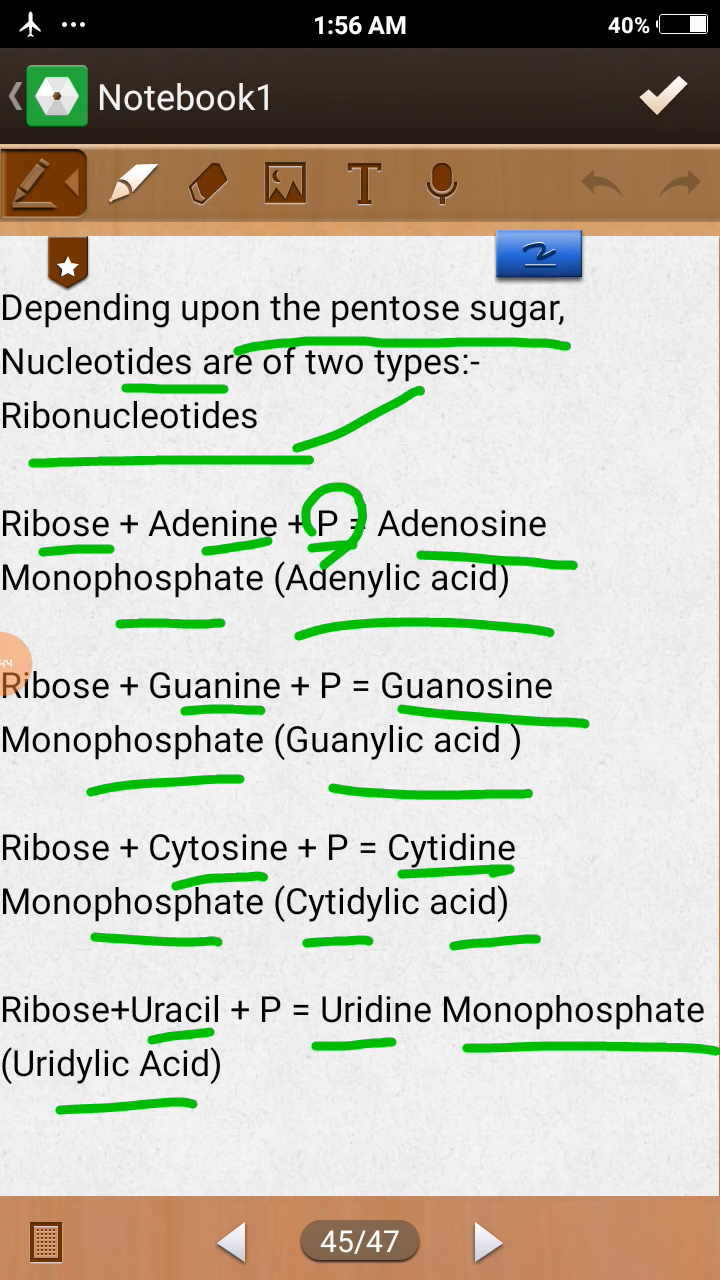 1:56 AM
40%
Notebook1
T
Depending upon the pentose sugar,
Nucleotides are of two types:-
Ribonucleotides
Ribose + Adenine + P = Adenosine
Monophosphate (Adenylic acid)
44
Ribose + Guanine + P = Guanosine
Monophosphate (Guanylic acid )
Ribose + Cytosine + P = Cytidine
Monophosphate (Cytidylic acid)
Ribose+Uracil + P = Uridine Monophosphate
(Uridylic Acid)
45/47